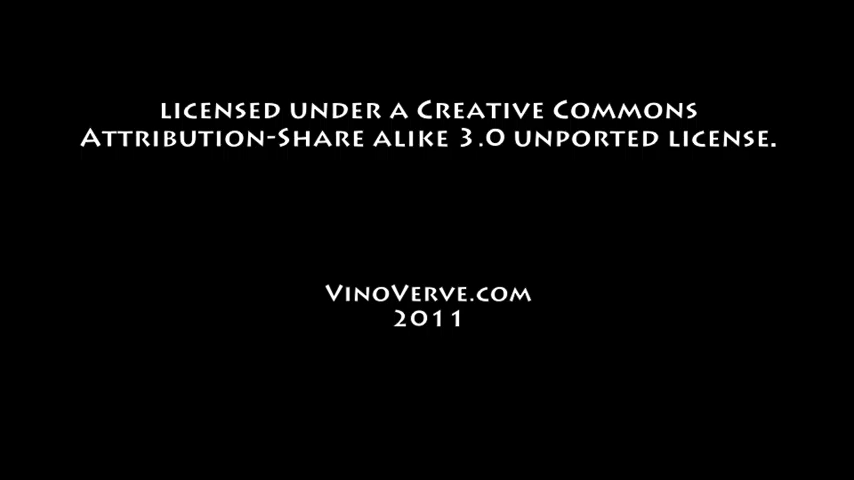 licensed under a Creative Commons
Attribution-Share alike 3.0 unported license.
VinoVerve.com
2011